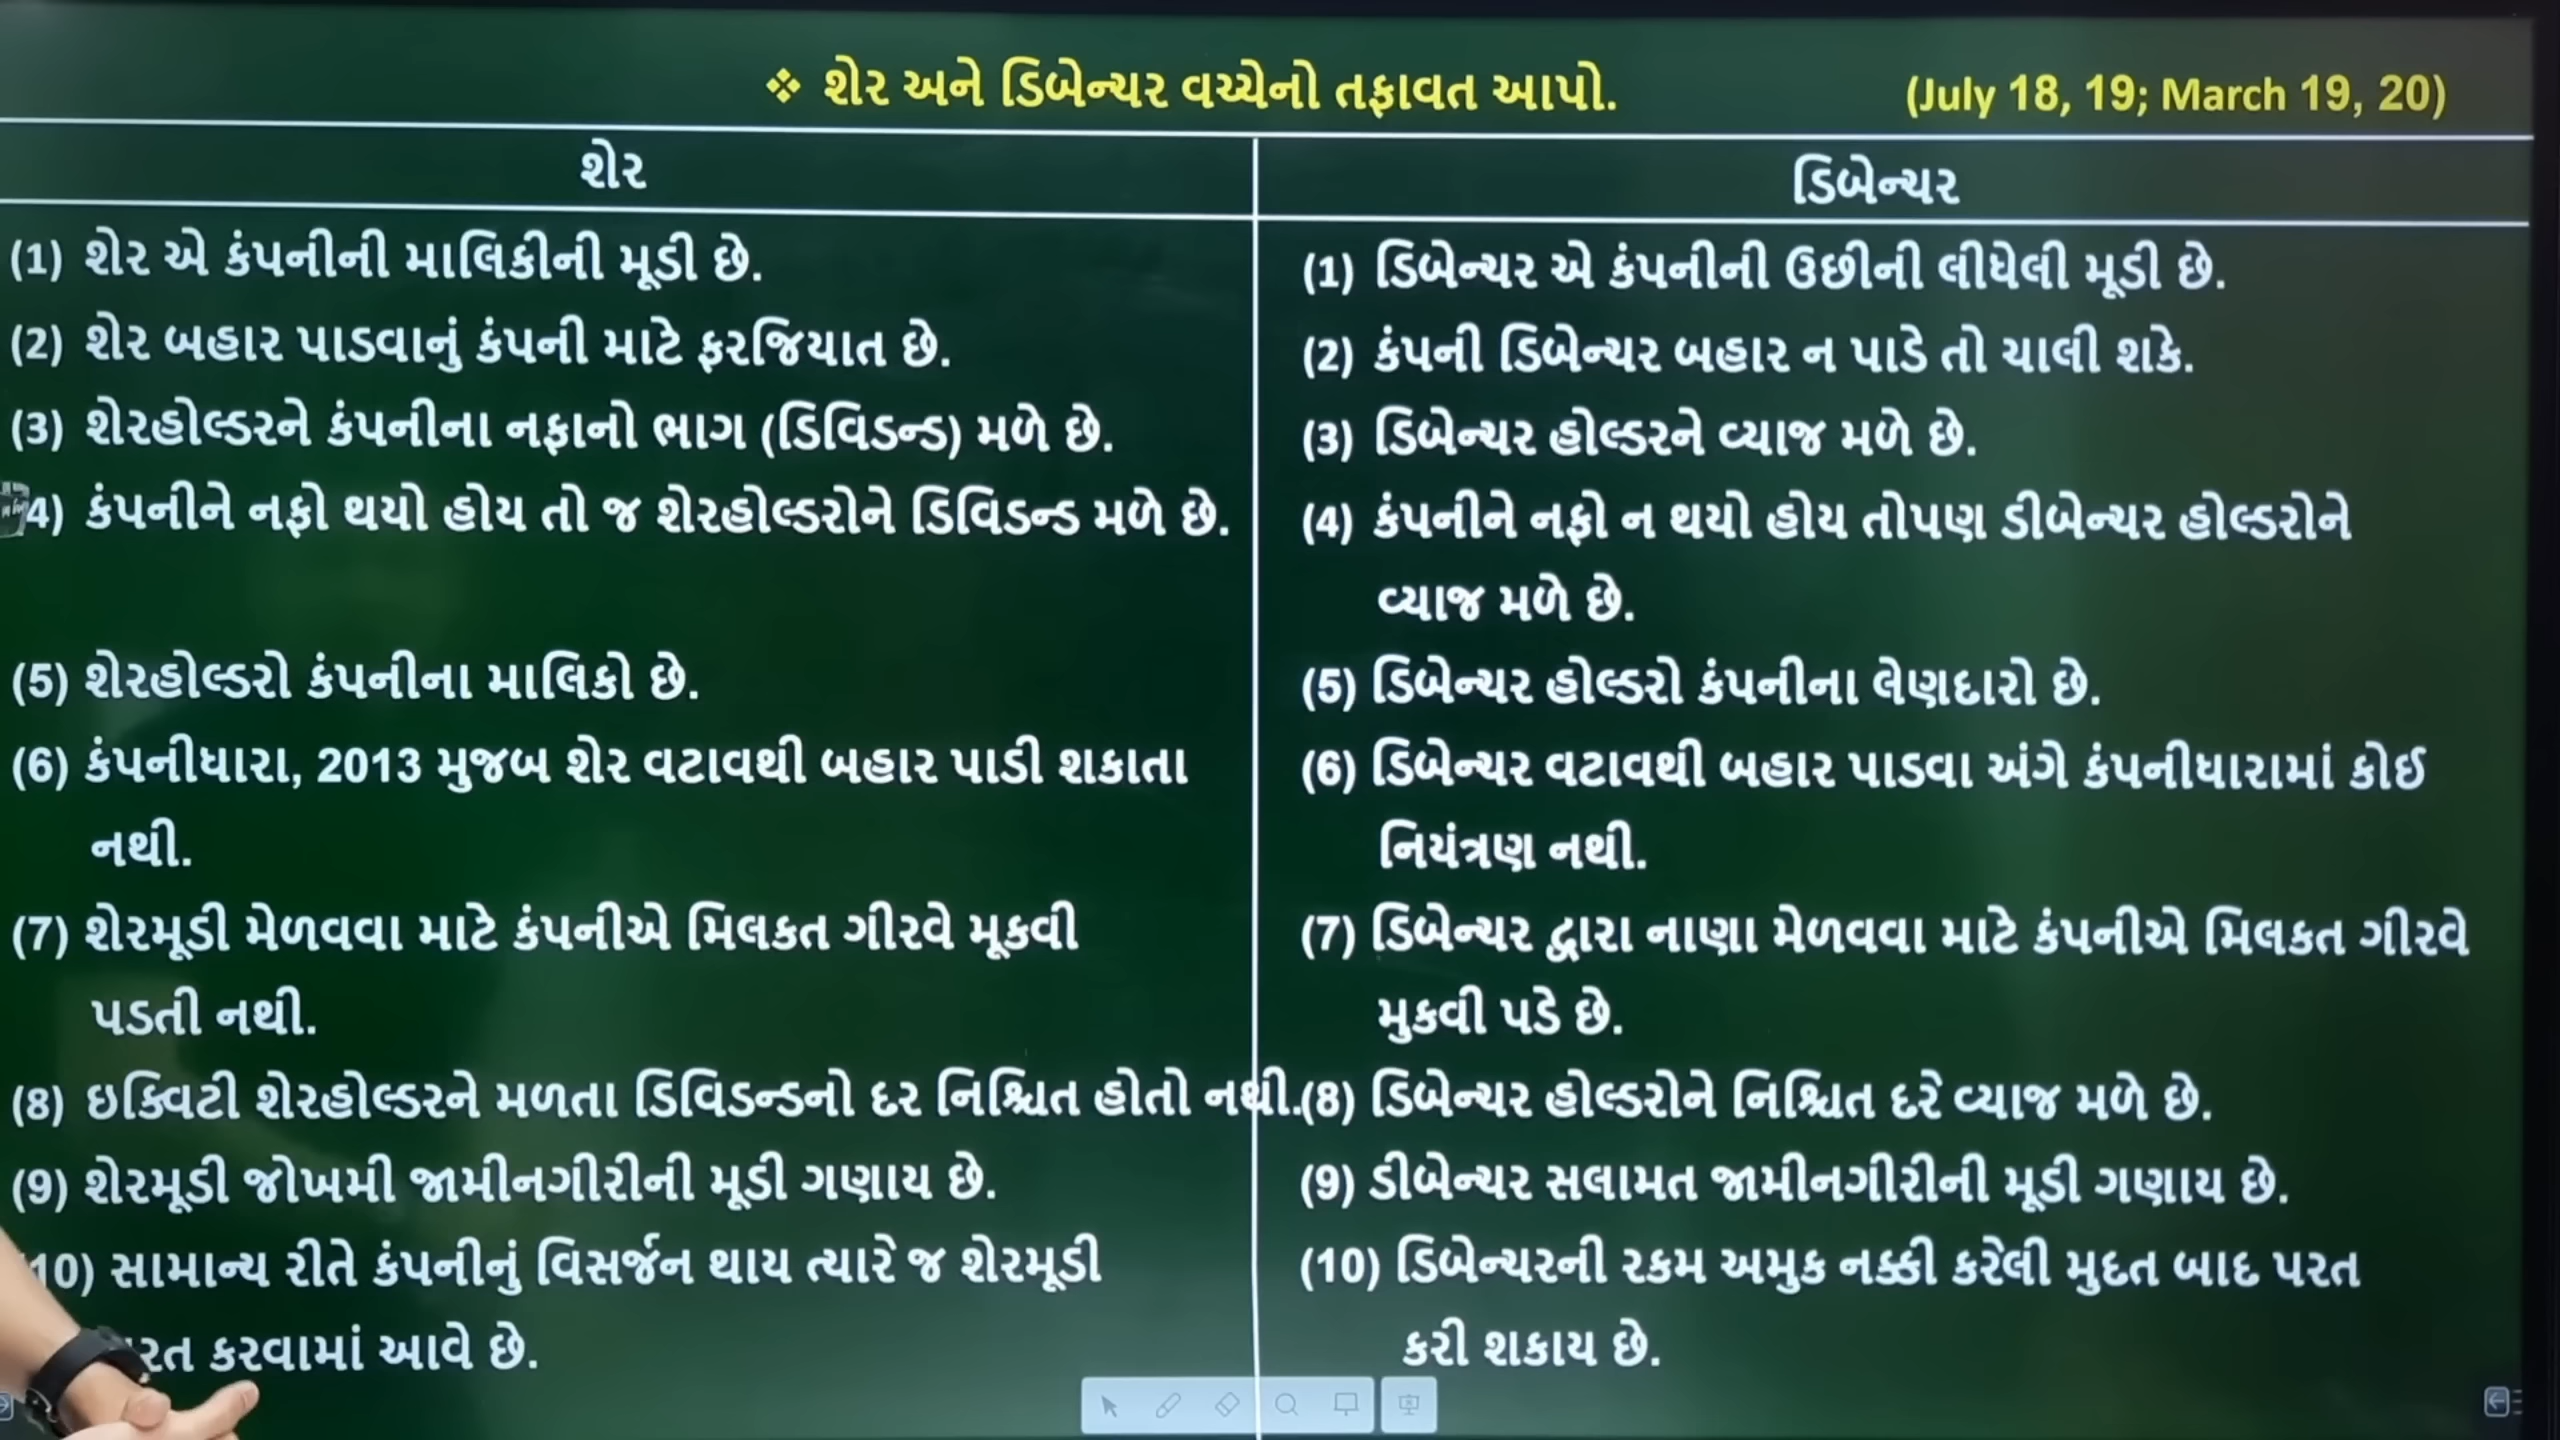 ❖ શેર અને ડિબેન્ચર વચ્ચેનો તફાવત આપો. (July 18, 19; March 19, 20)
શેર
(1) શેર એ કંપનીની માલિકીની મૂડી છે.
(2) શેર બહાર પાડવાનું કંપની માટે ફરજિયાત છે.
(3) શેરહોલ્ડરને કંપનીના નફાનો ભાગ (ડિવિડન્ડ) મળે છે.
4) કંપનીને નફો થયો હોય તો જ શેરહોલ્ડરોને ડિવિડન્ડ મળે છે.
(5) શેરહોલ્ડરો કંપનીના માલિકો છે.
(6) કંપનીધારા, 2013 મુજબ શેર વટાવથી બહાર પાડી શકાતા
નથી.
(7) શેરમૂડી મેળવવા માટે કંપનીએ મિલકત ગીરવે મૂકવી
પડતી નથી.
(8) ઇક્વિટી શેરહોલ્ડરને મળતા ડિવિડન્ડનો દર નિશ્ચિત હોતો નથી.
(9) શેરમૂડી જોખમી જામીનગીરીની મૂડી ગણાય છે.
10) સામાન્ય રીતે કંપનીનું વિસર્જન થાય ત્યારે જ શેરમૂડી
કરવામાં આવે છે.
ડિબેન્ચર
(1) ડિબેન્ચર એ કંપનીની ઉછીની લીધેલી મૂડી છે.
(2) કંપની ડિબેન્ચર બહાર ન પાડે તો ચાલી શકે.
(3) ડિબેન્ચર હોલ્ડરને વ્યાજ મળે છે.
(4) કંપનીને નફો ન થયો હોય તોપણ ડીબેન્ચર હોલ્ડરોને
વ્યાજ મળે છે.
(5) ડિબેન્ચર હોલ્ડરો કંપનીના લેણદારો છે.
(6) ડિબેન્ચર વટાવથી બહાર પાડવા અંગે કંપનીધારામાં કોઈ
નિયંત્રણ નથી.
(7) ડિબેન્ચર દ્વારા નાણા મેળવવા માટે કંપનીએ મિલકત ગીરવે
મુકવી પડે છે.
(8) ડિબેન્ચર હોલ્ડરોને નિશ્ચિત દરે વ્યાજ મળે છે.
(9) ડીબેન્ચર સલામત જામીનગીરીની મૂડી ગણાય છે.
(10) ડિબેન્ચરની રકમ અમુક નક્કી કરેલી મુદત બાદ પરત
કરી શકાય છે.